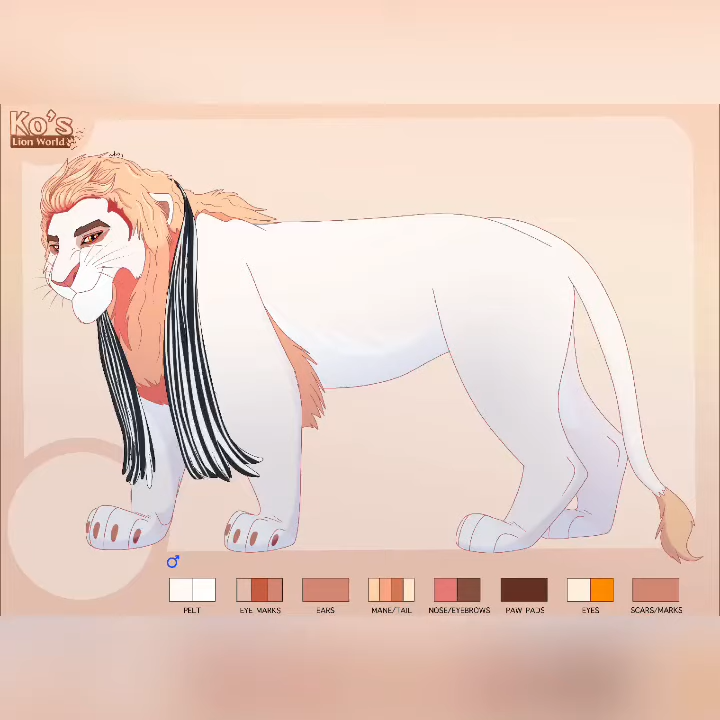 Ko's
Lion World
♂
PELT
EYE MARKS
EARS
MANE/TAIL
NOSE/EYEBROWS
PAW PADS
EYES
SCARS/MARKS